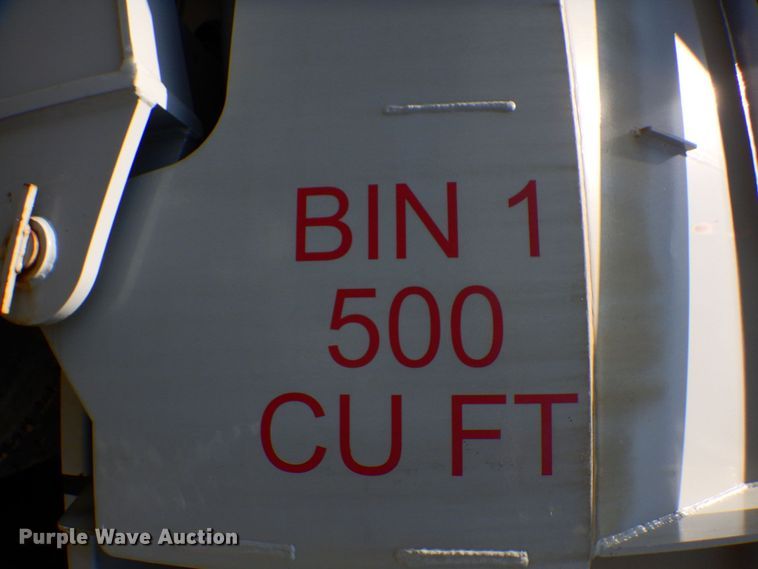 BIN 1
500
CU FT
Purple Wave Auction